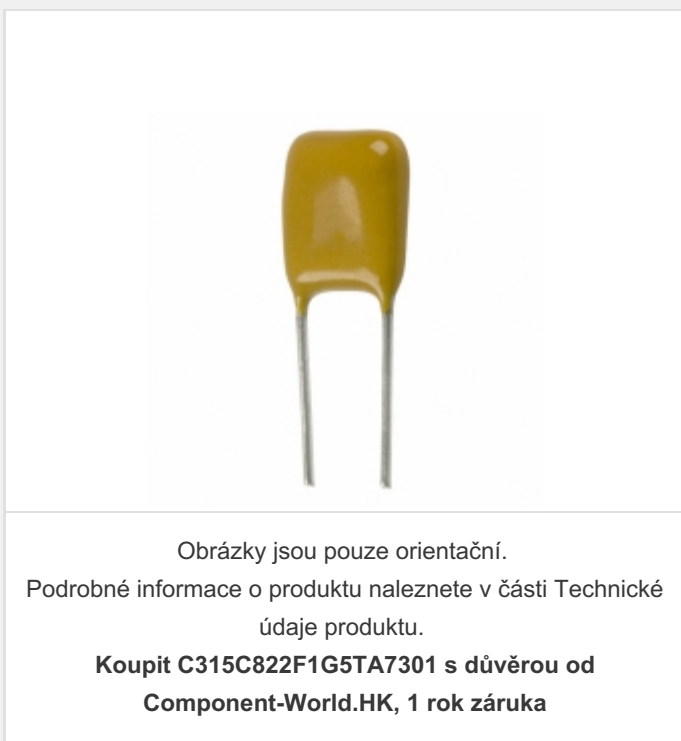 Obrázky jsou pouze orientační.
Podrobné informace o produktu naleznete v části Technické
údaje produktu.
Koupit C315C822F1G5TA7301 s důvěrou od
Component-World.HK, 1 rok záruka